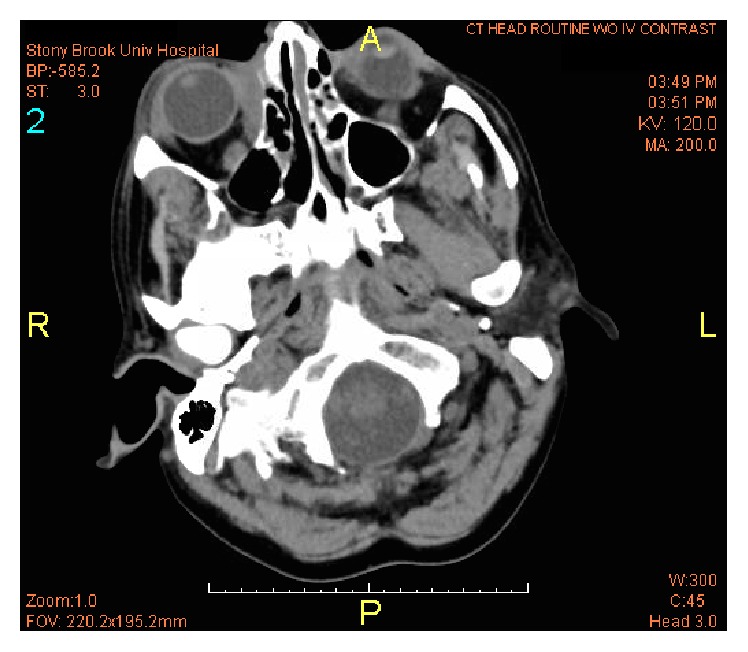 A
CT HEAD ROUTINE WO IV CONTRAST
Stony Brook Univ Hospital
BP:-585.2
ST: 3.0
2
03:49 PM
03:51 PM
KV: 120.0
MA: 200.0
R
L
Zoom:1.0
FOV: 220.2x195.2mm
P
W:300
C:45
Head 3.0